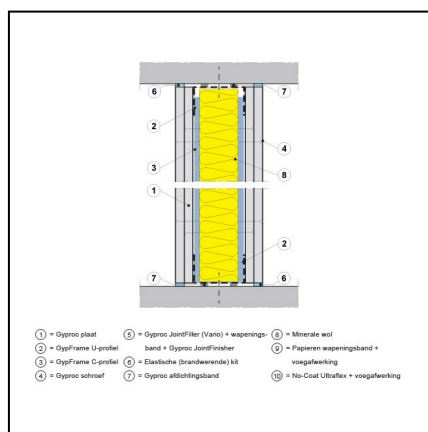 6
7
2
4
3
8
1
2
7
6
1 = Gyproc plaat
2 = GypFrame U-profiel
3 = GypFrame C-profiel
4 = Gyproc schroef
5 = Gyproc JointFiller (Vario) + wapenings-
band + Gyproc JointFinisher
6 = Elastische (brandwerende) kit
7 = Gyproc afdichtingsband
8 = Minerale wol
9 = Papieren wapeningsband +
voegafwerking
10 = No-Coat Ultraflex + voegafwerking